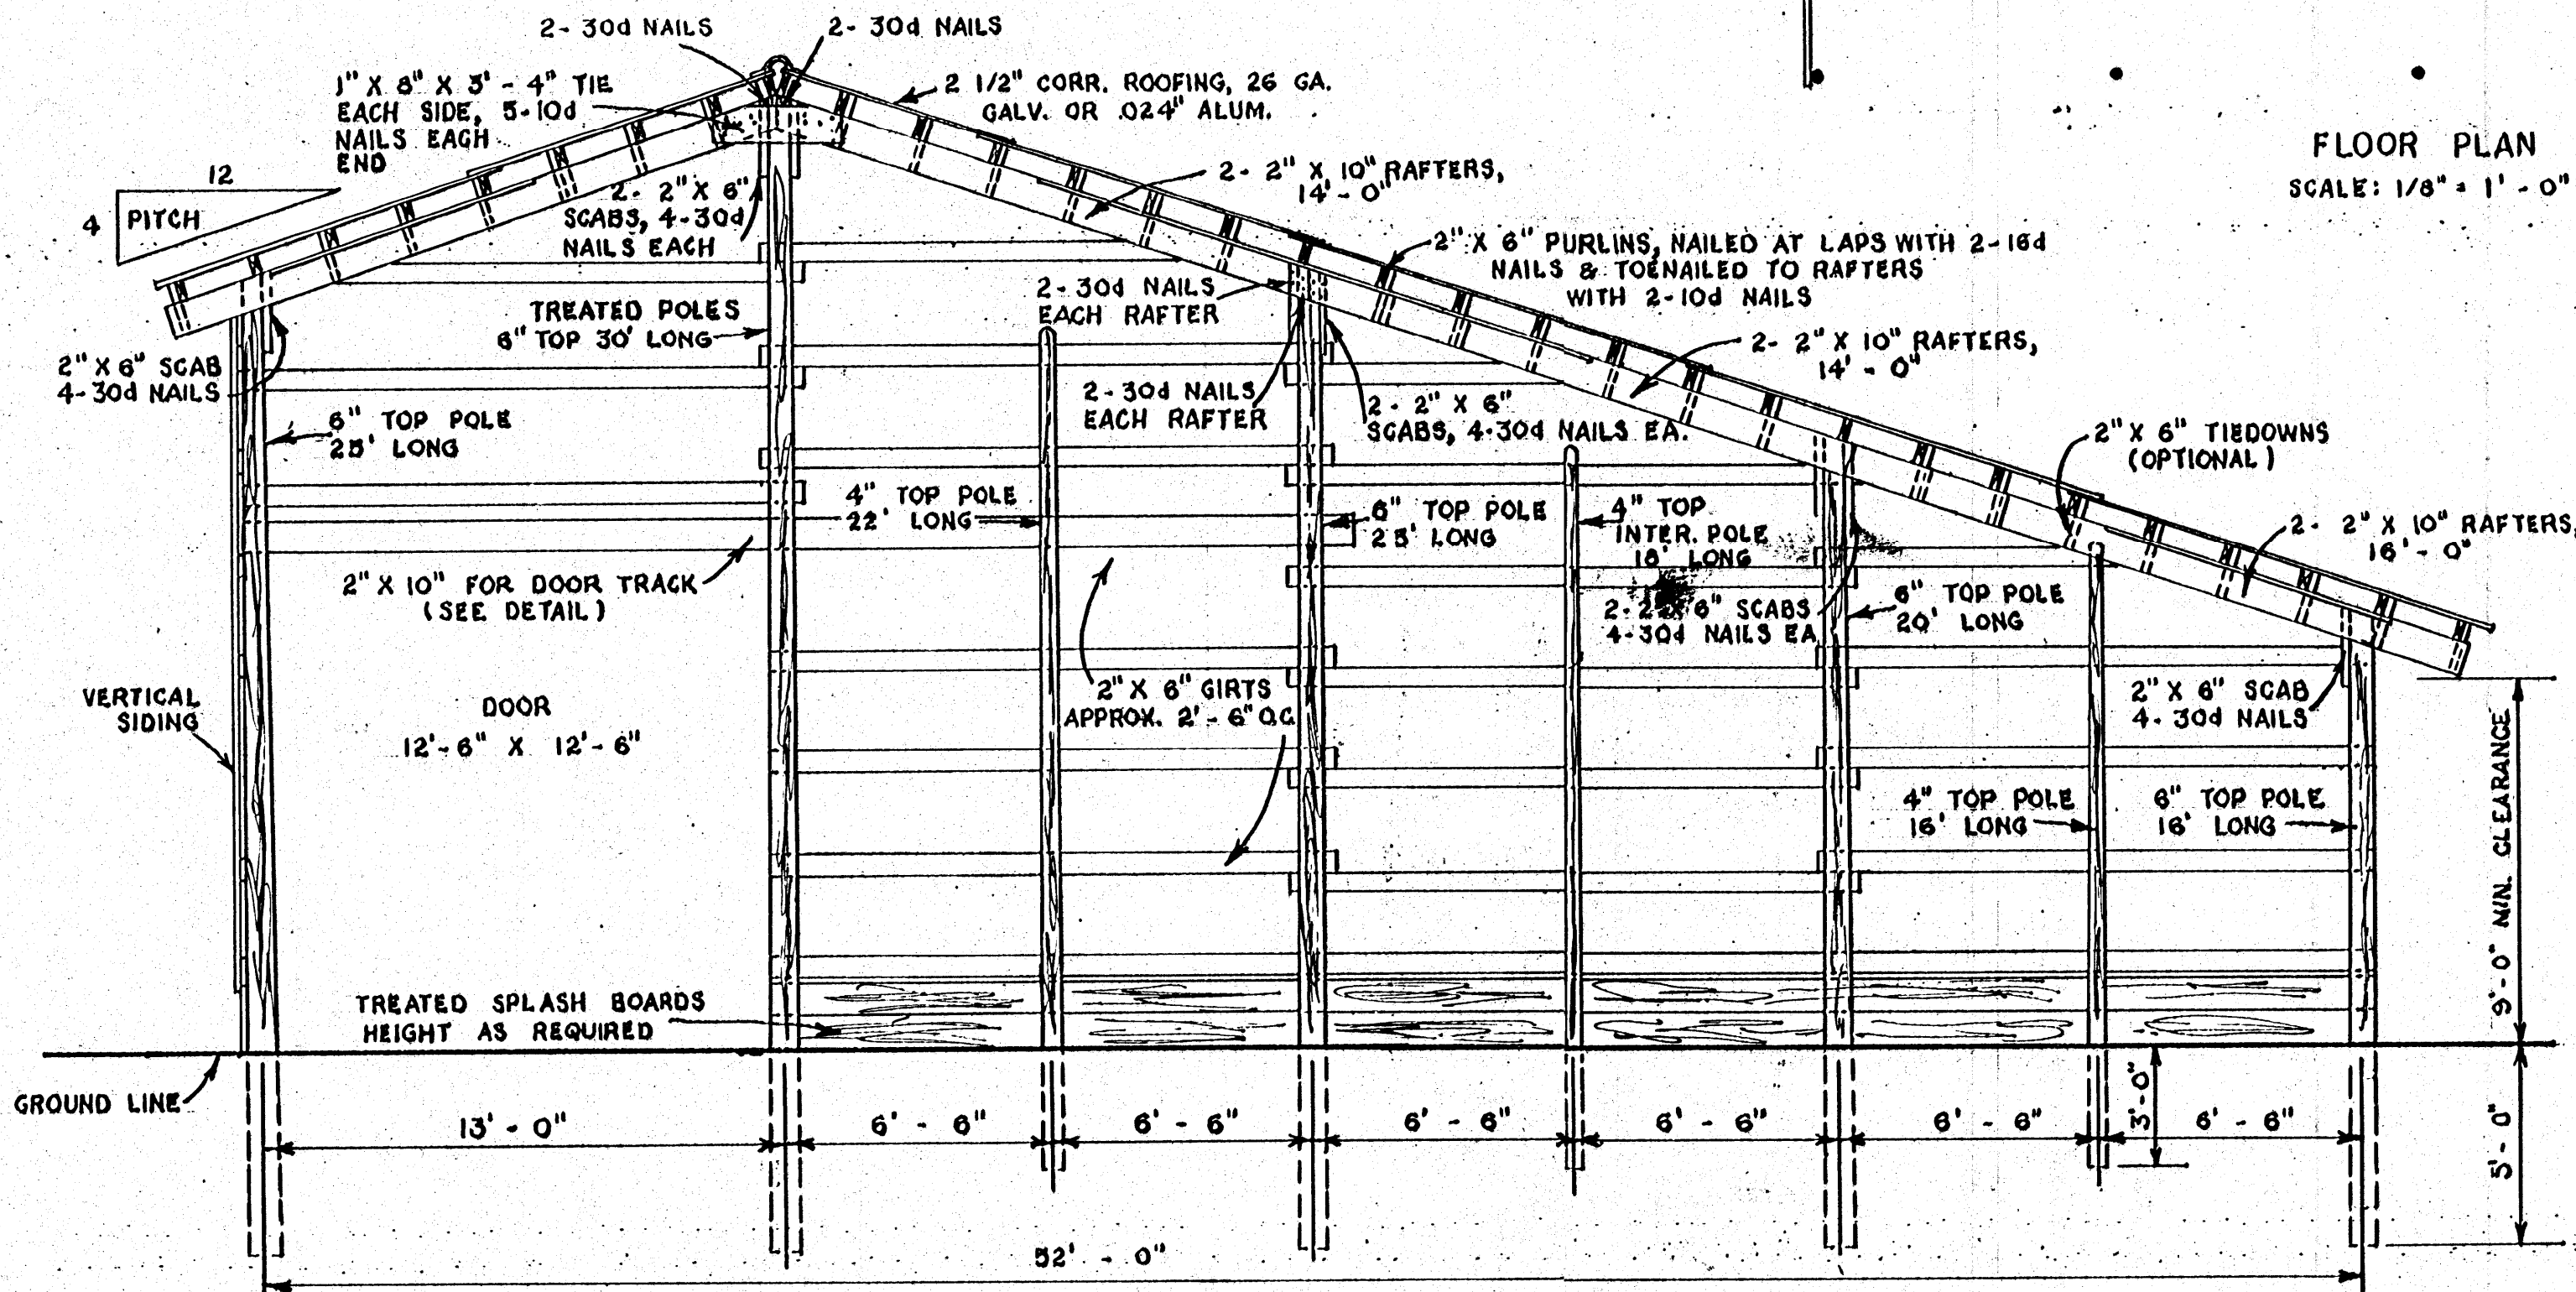 2- 30d NAILS
2- 30d NAILS
1" X 8" X 3' - 4" TIE
EACH SIDE, 5-10d
NAILS EACH
END
2 1/2" CORR. ROOFING, 26 GA.
GALV. OR .024" ALUM.
FLOOR PLAN
SCALE: 1/8" = 1' - 0"
12
4
PITCH
2- 2" X 6"
SCABS, 4-30d
NAILS EACH
2- 2" X 10" RAFTERS,
14' - 0"
2" X 6" PURLINS, NAILED AT LAPS WITH 2-16d
NAILS & TOENAILED TO RAFTERS
WITH 2-10d NAILS
TREATED POLES
6" TOP 30' LONG
2- 30d NAILS
EACH RAFTER
2- 2" X 10" RAFTERS,
14' - 0"
2" X 6" SCAB
4-30d NAILS
6" TOP POLE
25' LONG
2-30d NAILS
EACH RAFTER
2- 2" X 6"
SCABS, 4-30d NAILS EA.
2" X 6" TIEDOWNS
(OPTIONAL)
4" TOP POLE
22' LONG
6" TOP POLE
25' LONG
4" TOP
INTER. POLE
18' LONG
2- 2" X 10" RAFTERS,
16' - 0"
2" X 10" FOR DOOR TRACK
(SEE DETAIL)
2-2" X 6" SCABS
4-30d NAILS EA
6" TOP POLE
20' LONG
VERTICAL
SIDING
DOOR
12'-6" X 12'-6"
2" X 6" GIRTS
APPROX. 2'-6" O.C.
2" X 6" SCAB
4- 30d NAILS
4" TOP POLE
16' LONG
6" TOP POLE
16' LONG
9'-0" MIN. CLEARANCE
TREATED SPLASH BOARDS
HEIGHT AS REQUIRED
GROUND LINE
13' - 0"
6' - 6"
6' - 6"
6' - 6"
6' - 6"
6' - 6"
3'-0"
6' - 6"
5'- 0"
52' - 0"